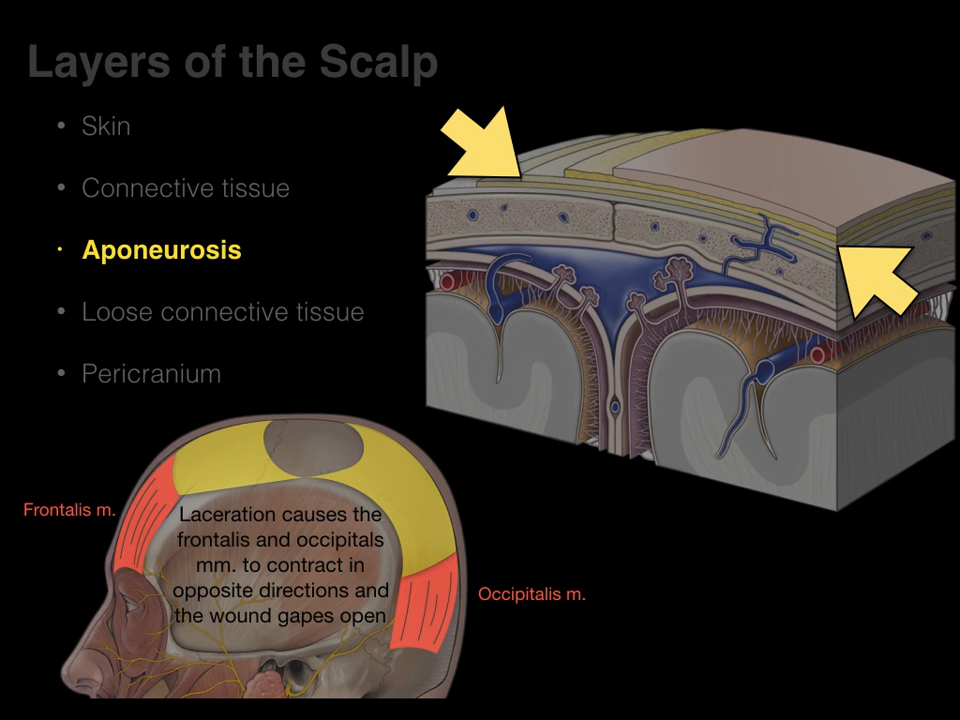 Layers of the Scalp
• Skin
• Connective tissue
• Aponeurosis
• Loose connective tissue
• Pericranium
Frontalis m.
Laceration causes the
frontalis and occipitals
mm. to contract in
opposite directions and
the wound gapes open
Occipitalis m.